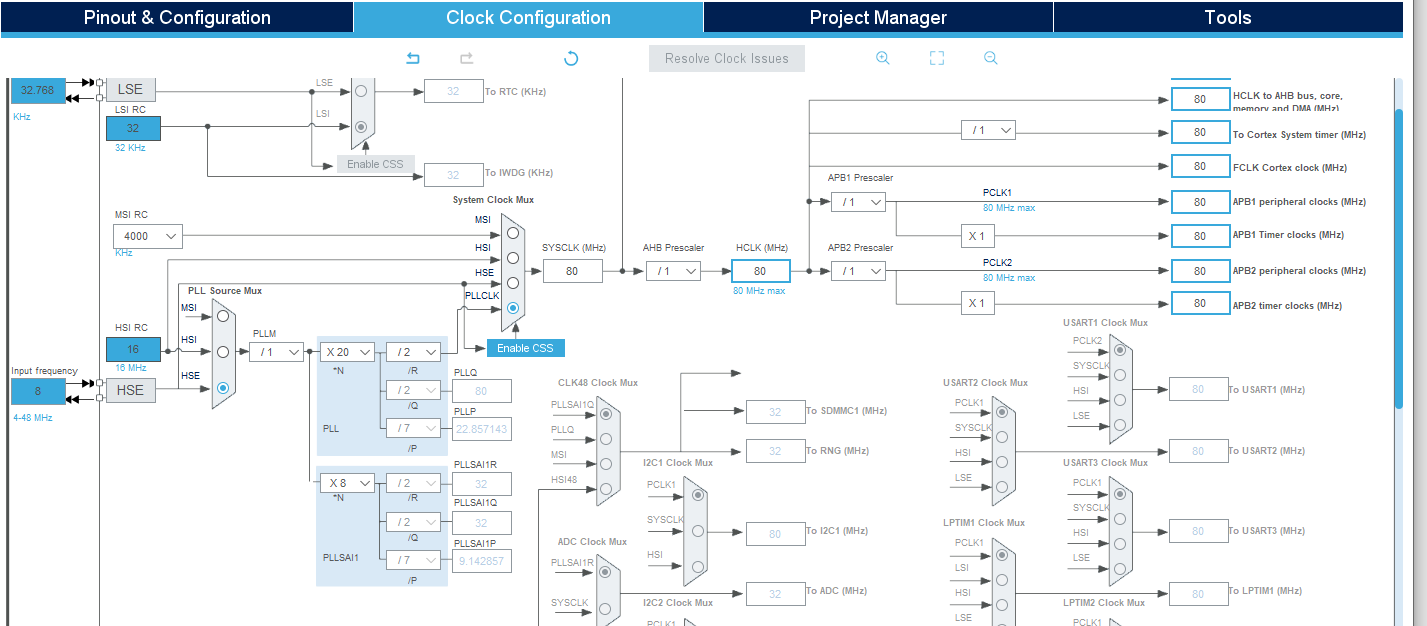 Pinout & Configuration
Clock Configuration
Project Manager
Tools
Resolve Clock Issues
32.768
KHz
LSE
LSI RC
32
32 KHz
LSE
LSI
32
To RTC (KHz)
Enable CSS
32
To IWDG (KHz)
System Clock Mux
MSI RC
4000
KHz
MSI
HSI
HSE
PLLCLK
SYSCLK (MHz)
80
AHB Prescaler
/ 1
HCLK (MHz)
80
80 MHz max
Enable CSS
80
HCLK to AHB bus, core,
memory and DMA (MHz)
/ 1
80
To Cortex System timer (MHz)
80
FCLK Cortex clock (MHz)
APB1 Prescaler
/ 1
PCLK1
80 MHz max
80
APB1 peripheral clocks (MHz)
X 1
80
APB1 Timer clocks (MHz)
APB2 Prescaler
/ 1
PCLK2
80 MHz max
80
APB2 peripheral clocks (MHz)
X 1
80
APB2 timer clocks (MHz)
PLL Source Mux
MSI
HSI
HSE
HSI RC
16
16 MHz
Input frequency
8
4-48 MHz
HSE
PLLM
/ 1
X 20
*N
/ 2
/R
/ 2
/Q
/ 7
/P
PLL
PLLQ
80
PLLP
22.857143
X 8
*N
/ 2
/R
/ 2
/Q
/ 7
/P
PLLSAI1
PLLSAI1R
32
PLLSAI1Q
32
PLLSAI1P
9.142857
CLK48 Clock Mux
PLLSAI1Q
PLLQ
MSI
HSI48
32
To SDMMC1 (MHz)
32
To RNG (MHz)
I2C1 Clock Mux
PCLK1
SYSCLK
HSI
80
To I2C1 (MHz)
ADC Clock Mux
PLLSAI1R
SYSCLK
32
To ADC (MHz)
I2C2 Clock Mux
PCLK1
USART1 Clock Mux
PCLK2
SYSCLK
HSI
LSE
80
To USART1 (MHz)
USART2 Clock Mux
PCLK1
SYSCLK
HSI
LSE
80
To USART2 (MHz)
USART3 Clock Mux
PCLK1
SYSCLK
HSI
LSE
80
To USART3 (MHz)
LPTIM1 Clock Mux
PCLK1
LSI
HSI
LSE
80
To LPTIM1 (MHz)
LPTIM2 Clock Mux
PCLK1